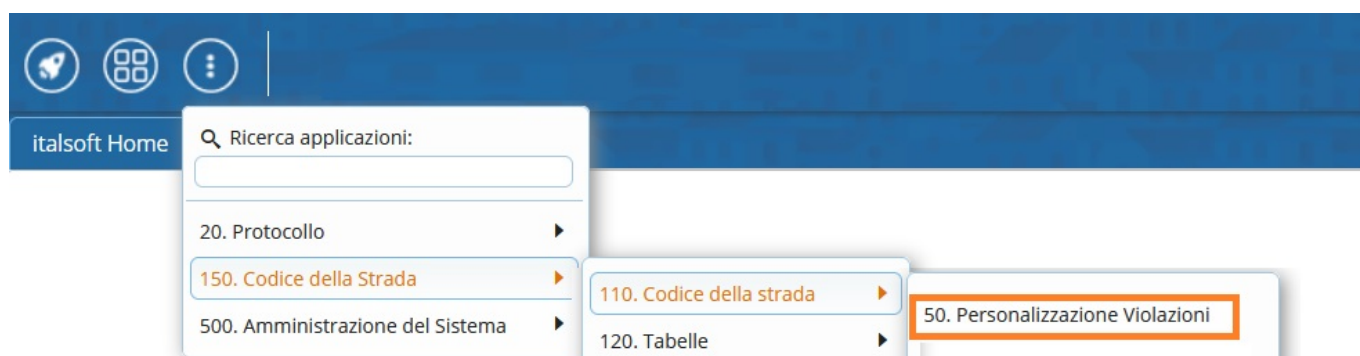 italsoft Home
Ricerca applicazioni:
20. Protocollo
150. Codice della Strada
500. Amministrazione del Sistema
110. Codice della strada
120. Tabelle
50. Personalizzazione Violazioni